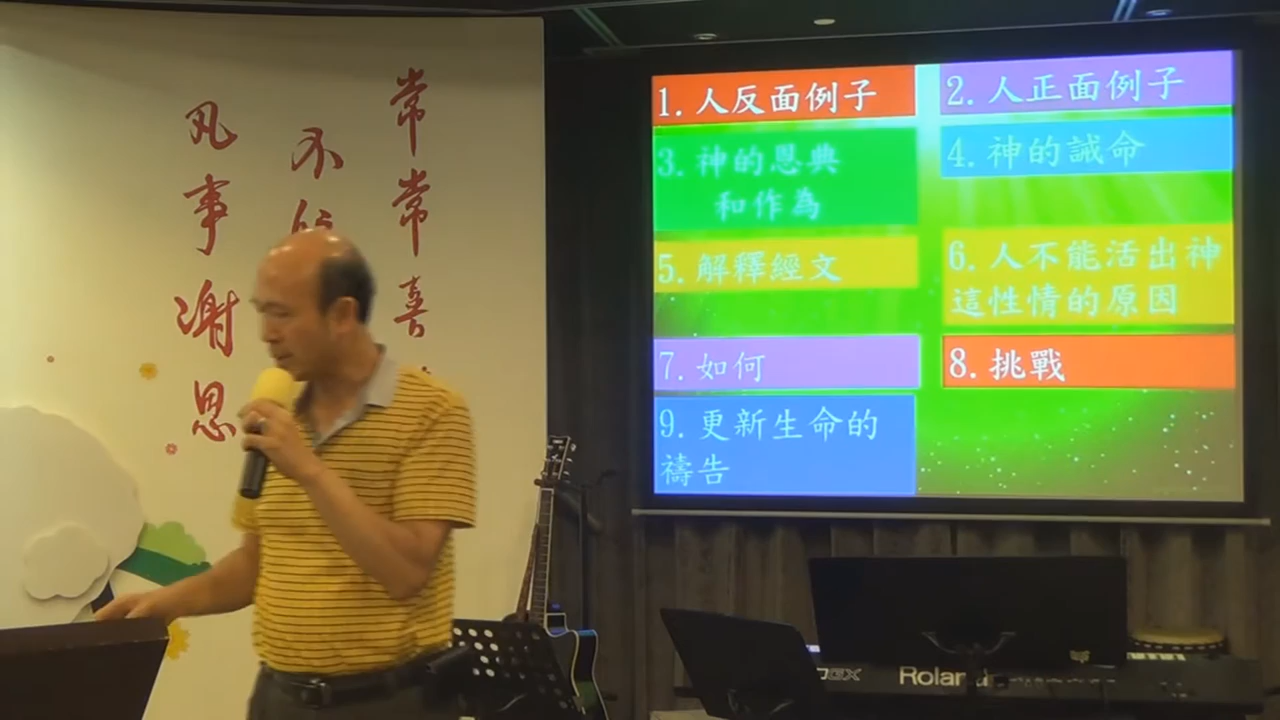 常常喜
不
凡事謝恩
1. 人反面例子
2. 人正面例子
3. 神的恩典
和作為
4. 神的誡命
5. 解釋經文
6. 人不能活出神
這性情的原因
7. 如何
8. 挑戰
9. 更新生命的
禱告
Roland